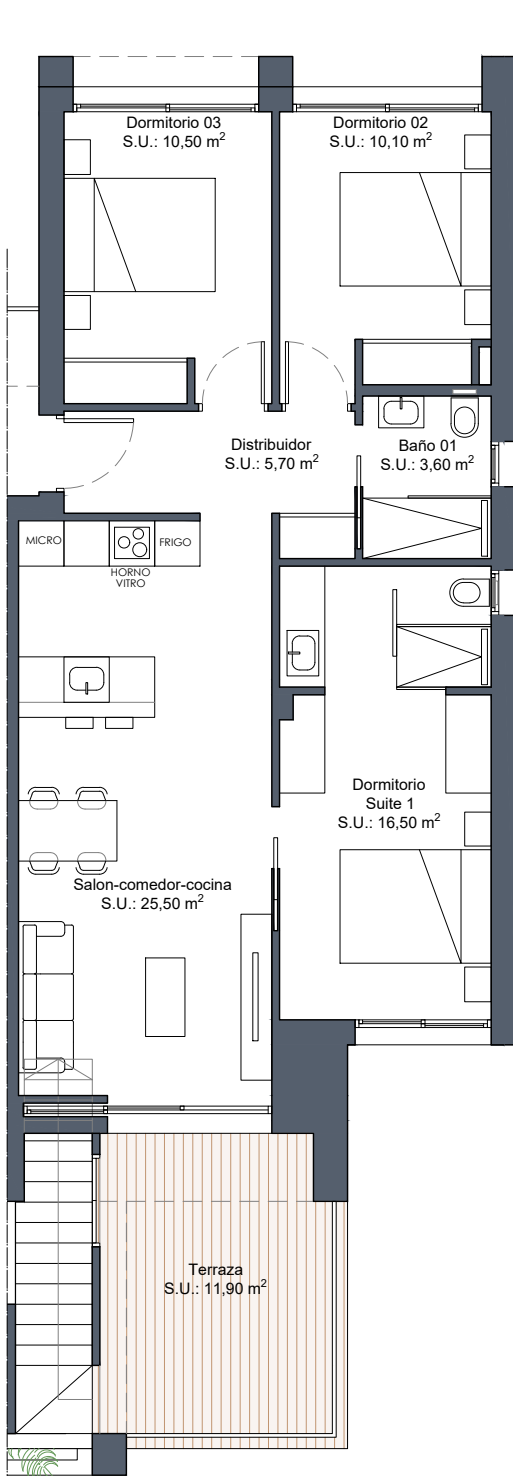 Dormitorio 03
S.U.: 10,50 m²
Dormitorio 02
S.U.: 10,10 m²
Distribuidor
S.U.: 5,70 m²
Baño 01
S.U.: 3,60 m²
MICRO
FRIGO
HORNO
VITRO
Dormitorio
Suite 1
S.U.: 16,50 m²
Salon-comedor-cocina
S.U.: 25,50 m²
Terraza
S.U.: 11,90 m²